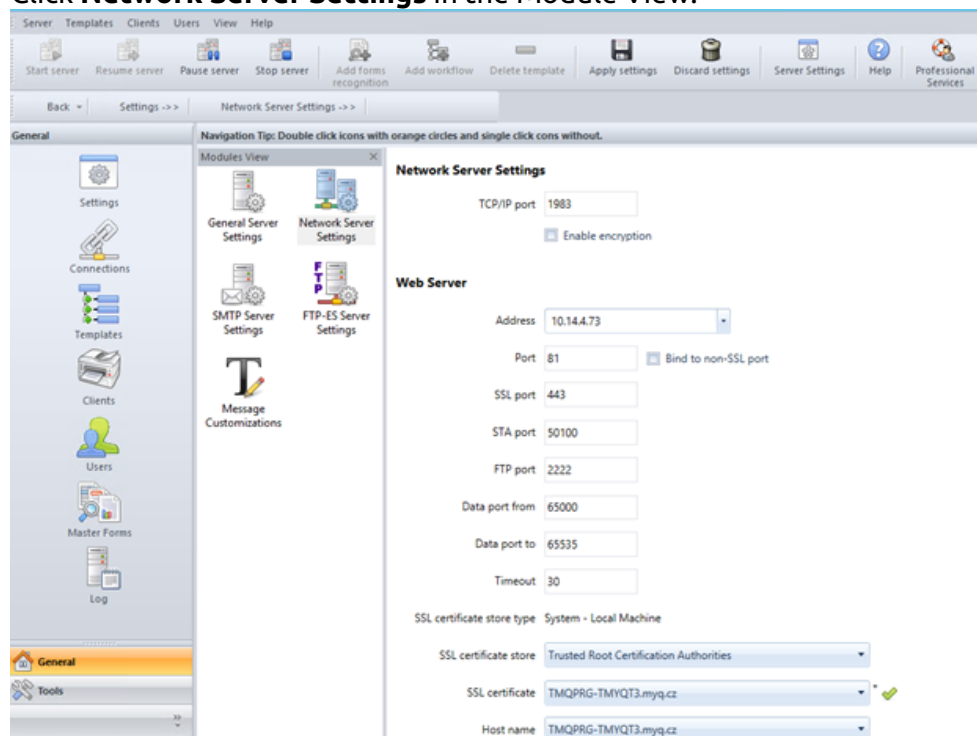 Click Network Server Settings in the Module View.
Server Templates Clients Users View Help
Start server Resume server Pause server Stop server Add forms recognition Add workflow Delete template Apply settings Discard settings Server Settings Help Professional Services
Back Settings ->> Network Server Settings ->>
General
Navigation Tip: Double click icons with orange circles and single click cons without.
Modules View
Settings
Connections
Templates
Clients
Users
Master Forms
Log
General
Tools
General Server Settings
Network Server Settings
SMTP Server Settings
FTP
FTP-ES Server Settings
Message Customizations
Network Server Settings
TCP/IP port 1983
Enable encryption
Web Server
Address 10.14.4.73
Port 81 Bind to non-SSL port
SSL port 443
STA port 50100
FTP port 2222
Data port from 65000
Data port to 65535
Timeout 30
SSL certificate store type System - Local Machine
SSL certificate store Trusted Root Certification Authorities
SSL certificate TMQPRG-TMYQT3.myq.cz *
Host name TMQPRG-TMYQT3.myq.cz